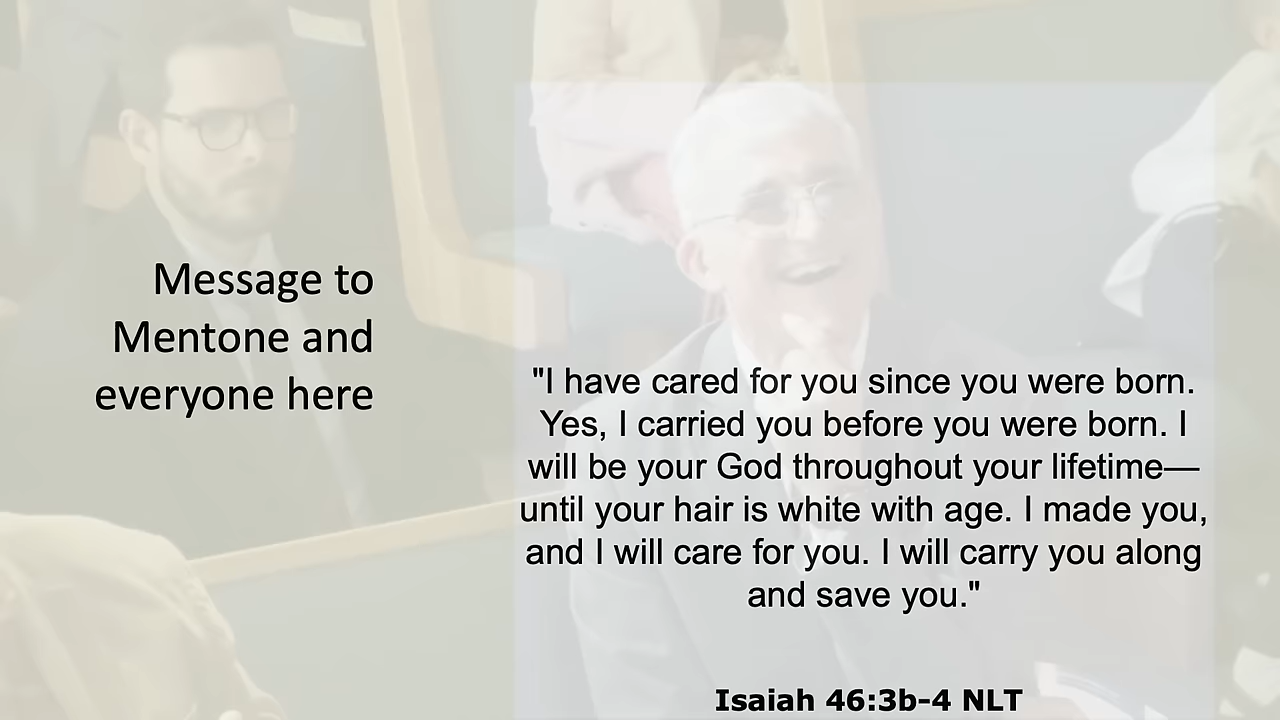 Message to
Mentone and
everyone here
"I have cared for you since you were born.
Yes, I carried you before you were born. I
will be your God throughout your lifetime—
until your hair is white with age. I made you,
and I will care for you. I will carry you along
and save you."
Isaiah 46:3b-4 NLT